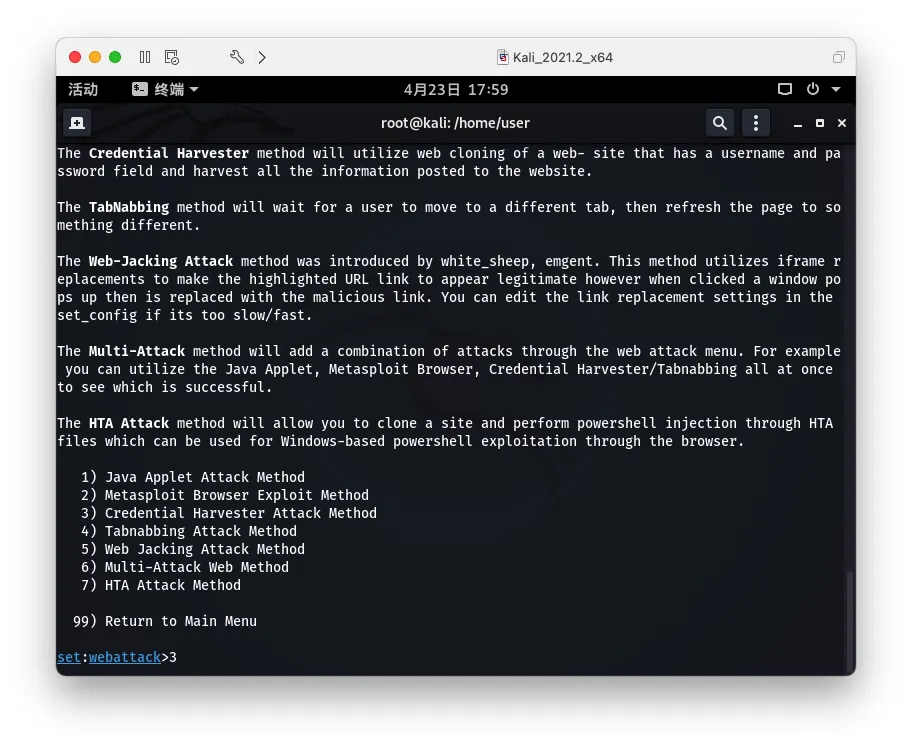 Kali_2021.2_x64
活动 终端 4月23日 17:59
root@kali: /home/user
The Credential Harvester method will utilize web cloning of a web- site that has a username and pa
ssword field and harvest all the information posted to the website.
The TabNabbing method will wait for a user to move to a different tab, then refresh the page to so
mething different.
The Web-Jacking Attack method was introduced by white_sheep, emgent. This method utilizes iframe r
eplacements to make the highlighted URL link to appear legitimate however when clicked a window po
ps up then is replaced with the malicious link. You can edit the link replacement settings in the
set_config if its too slow/fast.
The Multi-Attack method will add a combination of attacks through the web attack menu. For example
you can utilize the Java Applet, Metasploit Browser, Credential Harvester/Tabnabbing all at once
to see which is successful.
The HTA Attack method will allow you to clone a site and perform powershell injection through HTA
files which can be used for Windows-based powershell exploitation through the browser.
1) Java Applet Attack Method
2) Metasploit Browser Exploit Method
3) Credential Harvester Attack Method
4) Tabnabbing Attack Method
5) Web Jacking Attack Method
6) Multi-Attack Web Method
7) HTA Attack Method
99) Return to Main Menu
set:webattack>3